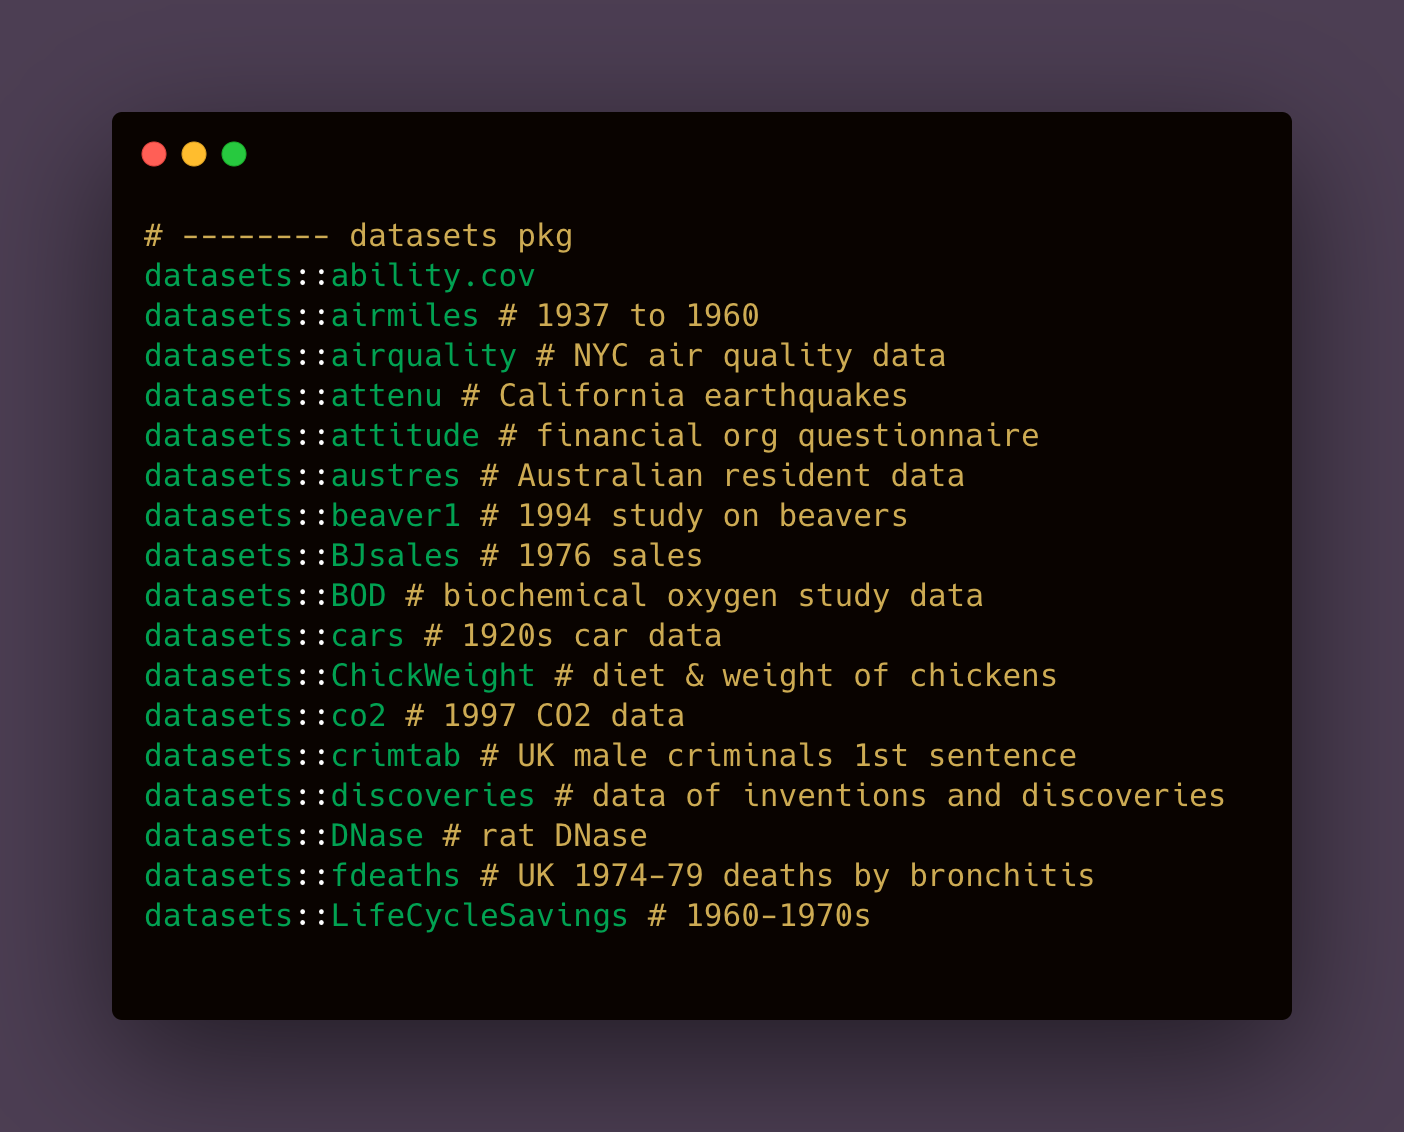 # -------- datasets pkg
datasets::ability.cov
datasets::airmiles # 1937 to 1960
datasets::airquality # NYC air quality data
datasets::attenu # California earthquakes
datasets::attitude # financial org questionnaire
datasets::austres # Australian resident data
datasets::beaver1 # 1994 study on beavers
datasets::BJsales # 1976 sales
datasets::BOD # biochemical oxygen study data
datasets::cars # 1920s car data
datasets::ChickWeight # diet & weight of chickens
datasets::co2 # 1997 CO2 data
datasets::crimtab # UK male criminals 1st sentence
datasets::discoveries # data of inventions and discoveries
datasets::DNase # rat DNase
datasets::fdeaths # UK 1974-79 deaths by bronchitis
datasets::LifeCycleSavings # 1960-1970s